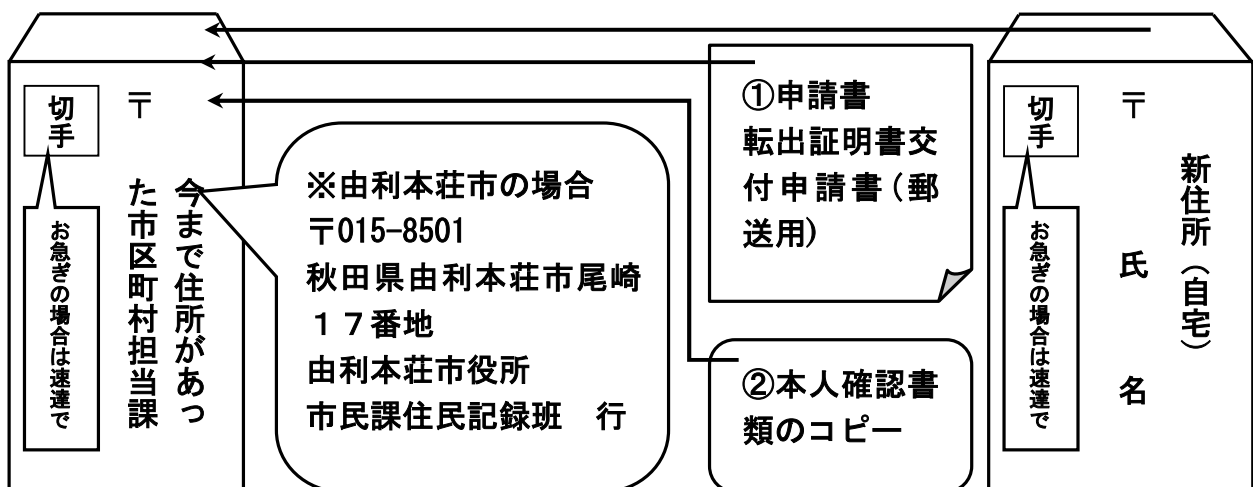 切手
〒
今まで住所があっ
た市区町村担当課
お急ぎの場合は速達で
※由利本荘市の場合
〒015-8501
秋田県由利本荘市尾崎
１７番地
由利本荘市役所
市民課住民記録班　行
①申請書
転出証明書交
付申請書(郵
送用)
②本人確認書
類のコピー
切手
〒
新住所（自宅）
氏　名
お急ぎの場合は速達で